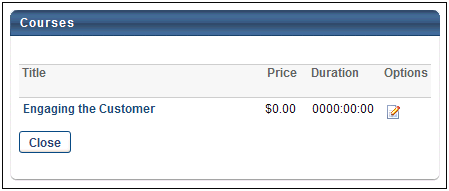 Courses
Title Price Duration Options
Engaging the Customer $0.00 0000:00:00
Close